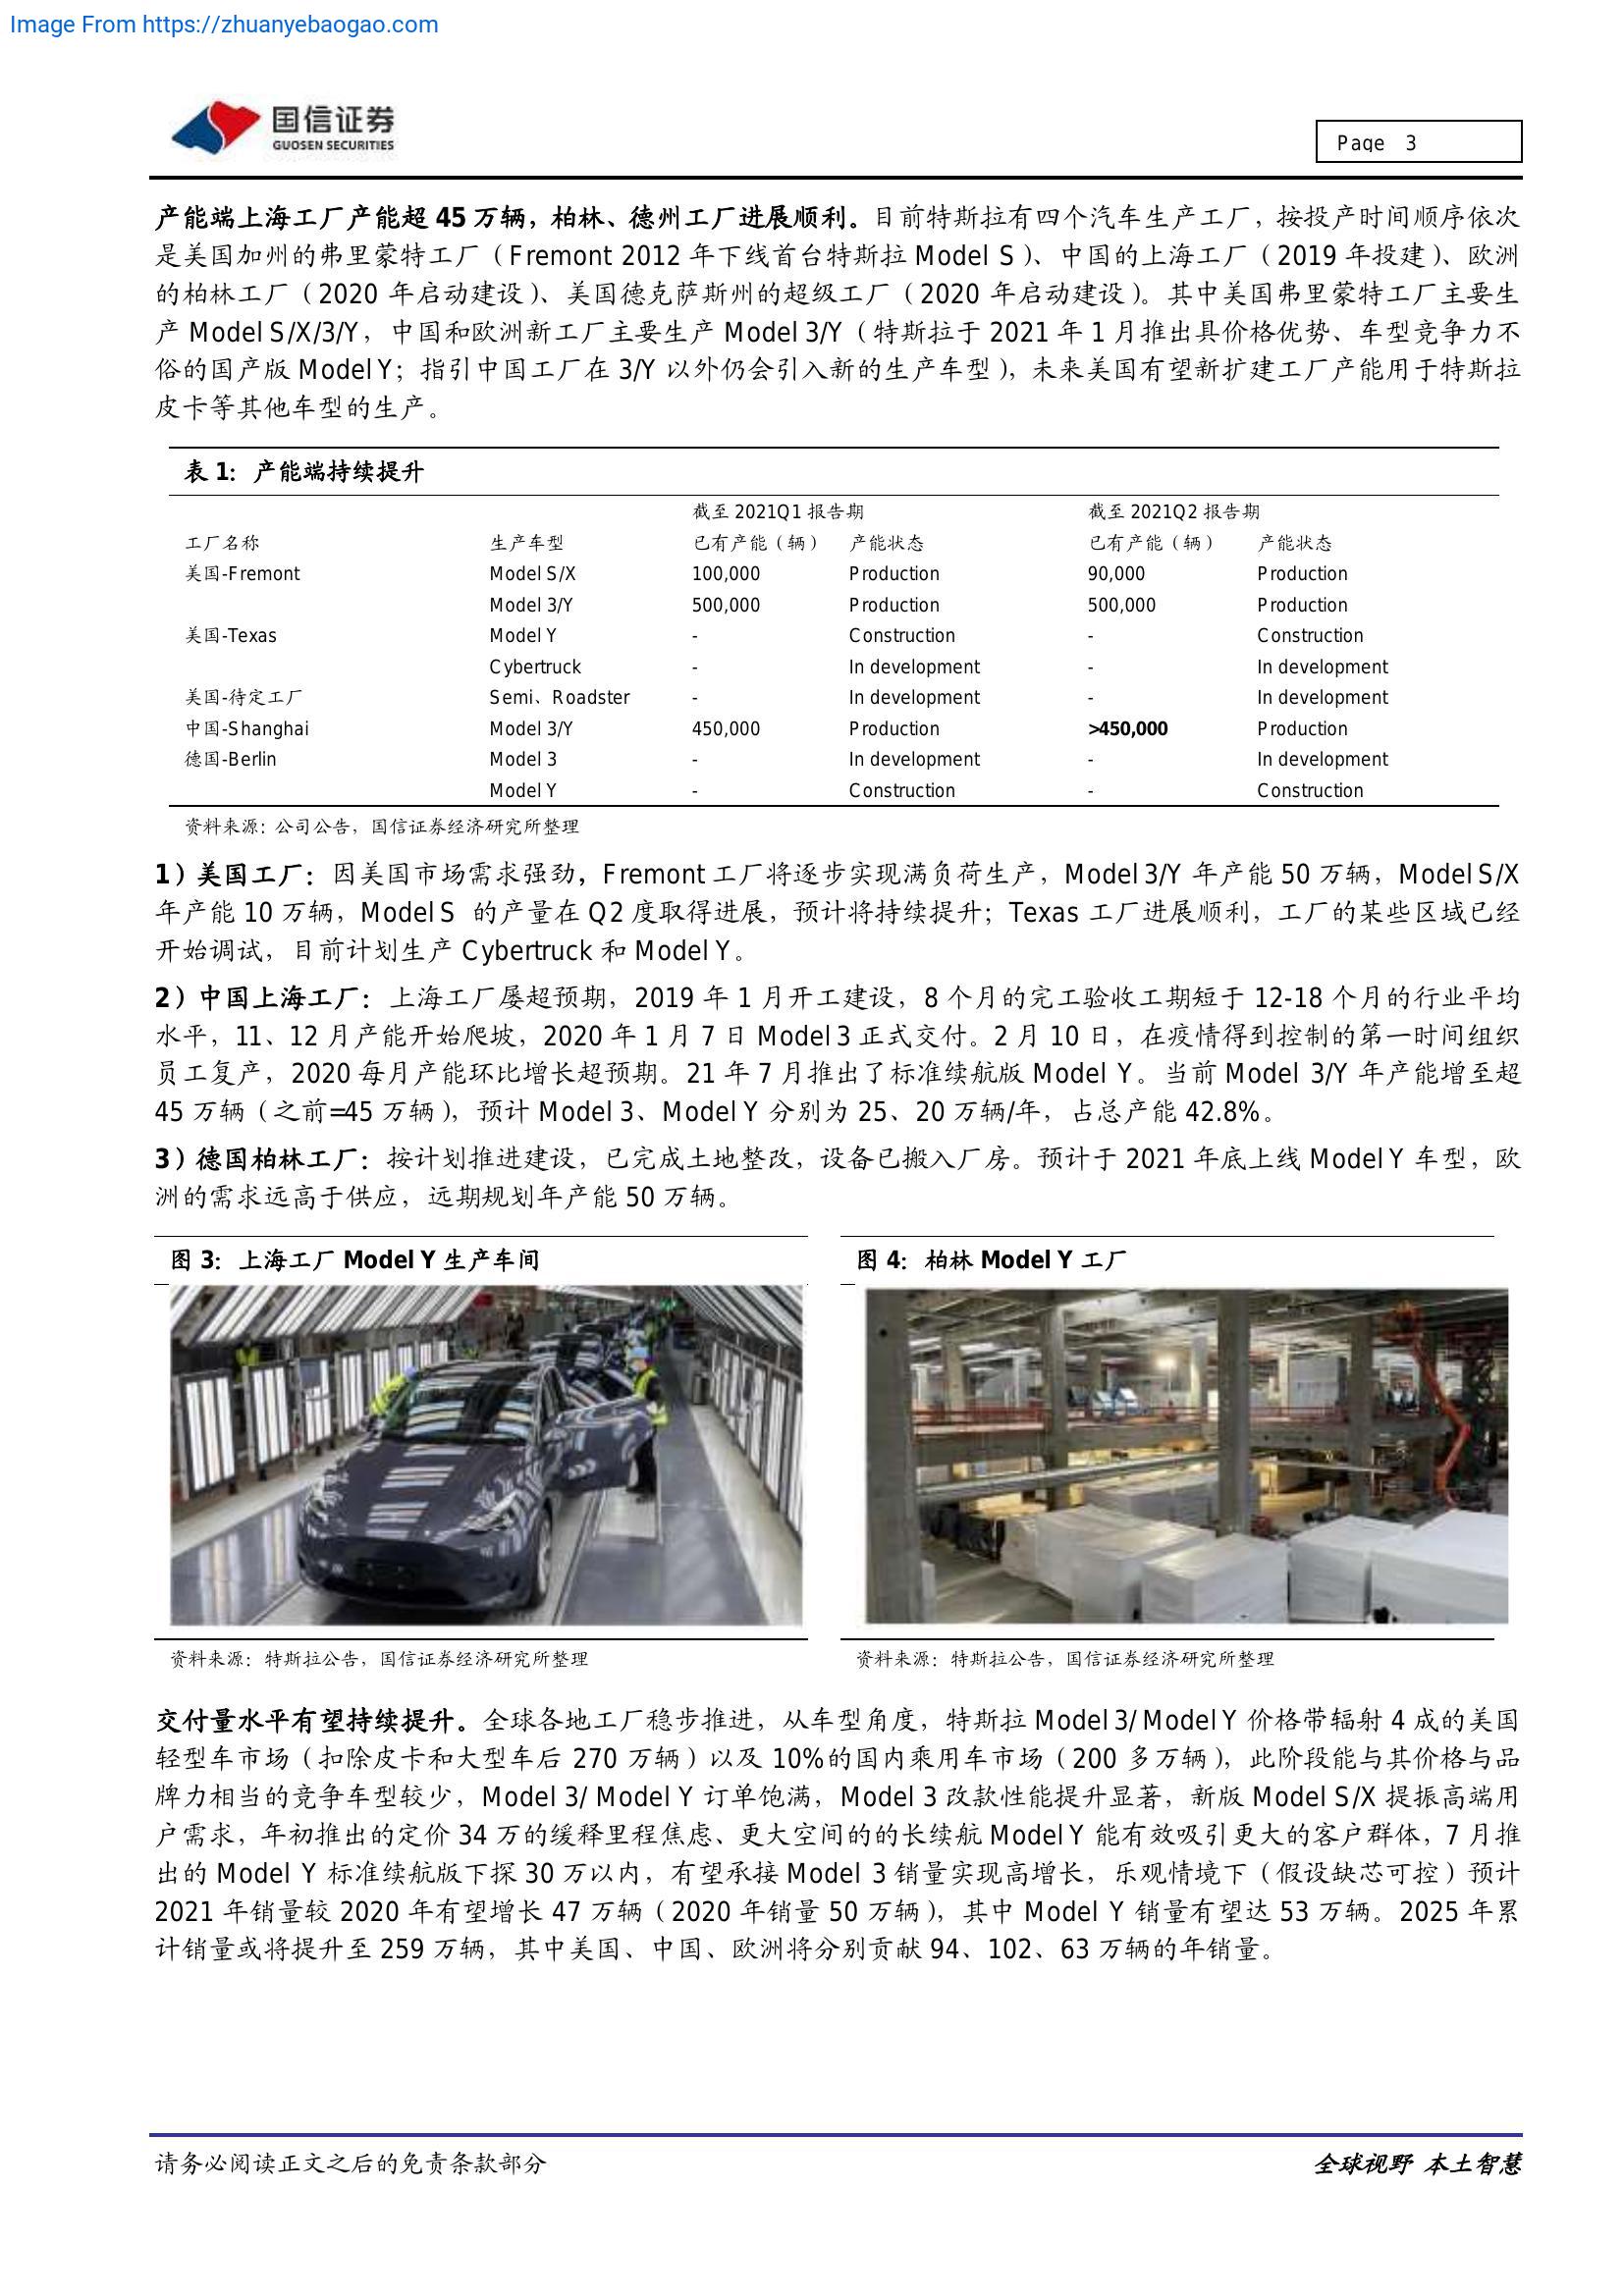 Image From https://zhuanyebaogao.com
国信证券
GUOSEN SECURITIES
Page 3
产能端上海工厂产能超 45 万辆，柏林、德州工厂进展顺利。目前特斯拉有四个汽车生产工厂，按投产时间顺序依次
是美国加州的弗里蒙特工厂（Fremont 2012 年下线首台特斯拉 Model S）、中国的上海工厂（2019 年投建）、欧洲
的柏林工厂（2020 年启动建设）、美国德克萨斯州的超级工厂（2020 年启动建设）。其中美国弗里蒙特工厂主要生
产 Model S/X/3/Y，中国和欧洲新工厂主要生产 Model 3/Y（特斯拉于 2021 年 1 月推出具价格优势、车型竞争力不
俗的国产版 Model Y；指引中国工厂在 3/Y 以外仍会引入新的生产车型），未来美国有望新扩建工厂产能用于特斯拉
皮卡等其他车型的生产。
表 1：产能端持续提升
截至 2021Q1 报告期 截至 2021Q2 报告期
工厂名称 生产车型 已有产能（辆） 产能状态 已有产能（辆） 产能状态
美国-Fremont Model S/X 100,000 Production 90,000 Production
Model 3/Y 500,000 Production 500,000 Production
美国-Texas Model Y - Construction - Construction
Cybertruck - In development - In development
美国-待定工厂 Semi、Roadster - In development - In development
中国-Shanghai Model 3/Y 450,000 Production >450,000 Production
德国-Berlin Model 3 - In development - In development
Model Y - Construction - Construction
资料来源：公司公告，国信证券经济研究所整理
1）美国工厂：因美国市场需求强劲，Fremont 工厂将逐步实现满负荷生产，Model 3/Y 年产能 50 万辆，Model S/X
年产能 10 万辆，Model S 的产量在 Q2 度取得进展，预计将持续提升；Texas 工厂进展顺利，工厂的某些区域已经
开始调试，目前计划生产 Cybertruck 和 Model Y。
2）中国上海工厂：上海工厂屡超预期，2019 年 1 月开工建设，8 个月的完工验收工期短于 12-18 个月的行业平均
水平，11、12 月产能开始爬坡，2020 年 1 月 7 日 Model 3 正式交付。2 月 10 日，在疫情得到控制的第一时间组织
员工复产，2020 每月产能环比增长超预期。21 年 7 月推出了标准续航版 Model Y。当前 Model 3/Y 年产能增至超
45 万辆（之前=45 万辆），预计 Model 3、Model Y 分别为 25、20 万辆/年，占总产能 42.8%。
3）德国柏林工厂：按计划推进建设，已完成土地整改，设备已搬入厂房。预计于 2021 年底上线 Model Y 车型，欧
洲的需求远高于供应，远期规划年产能 50 万辆。
图 3：上海工厂 Model Y 生产车间
图 4：柏林 Model Y 工厂
资料来源：特斯拉公告，国信证券经济研究所整理
资料来源：特斯拉公告，国信证券经济研究所整理
交付量水平有望持续提升。全球各地工厂稳步推进，从车型角度，特斯拉 Model 3/ Model Y 价格带辐射 4 成的美国
轻型车市场（扣除皮卡和大型车后 270 万辆）以及 10%的国内乘用车市场（200 多万辆），此阶段能与其价格与品
牌力相当的竞争车型较少，Model 3/ Model Y 订单饱满，Model 3 改款性能提升显著，新版 Model S/X 提振高端用
户需求，年初推出的定价 34 万的缓释里程焦虑、更大空间的的长续航 Model Y 能有效吸引更大的客户群体，7 月推
出的 Model Y 标准续航版下探 30 万以内，有望承接 Model 3 销量实现高增长，乐观情境下（假设缺芯可控）预计
2021 年销量较 2020 年有望增长 47 万辆（2020 年销量 50 万辆），其中 Model Y 销量有望达 53 万辆。2025 年累
计销量或将提升至 259 万辆，其中美国、中国、欧洲将分别贡献 94、102、63 万辆的年销量。
请务必阅读正文之后的免责条款部分
全球视野 本土智慧